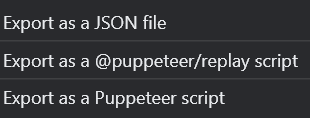 Export as a JSON file
Export as a @puppeteer/replay script
Export as a Puppeteer script